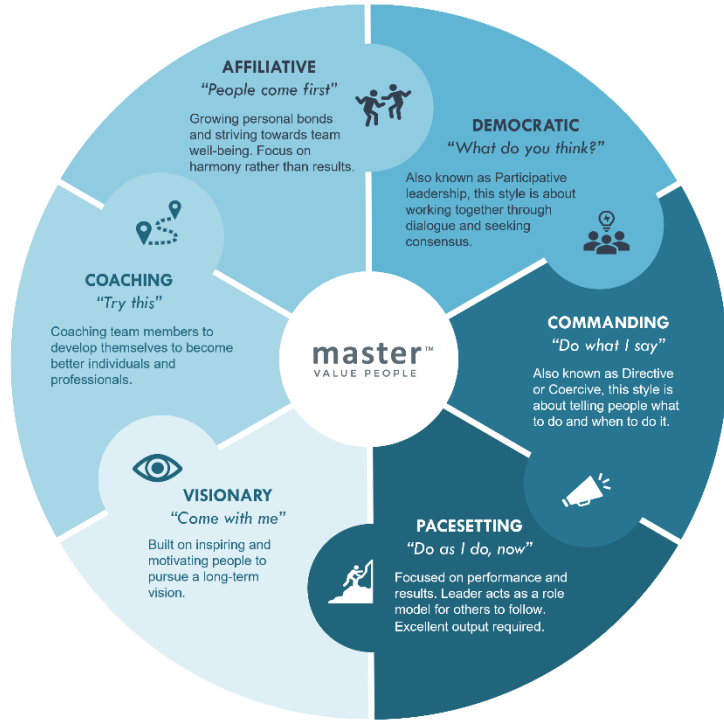 AFFILIATIVE
“People come first”
Growing personal bonds
and striving towards team
well-being. Focus on
harmony rather than results.
DEMOCRATIC
“What do you think?”
Also known as Participative
leadership, this style is about
working together through
dialogue and seeking
consensus.
COACHING
“Try this”
Coaching team members to
develop themselves to become
better individuals and
professionals.
master™
VALUE PEOPLE
COMMANDING
“Do what I say”
Also known as Directive
or Coercive, this style is
about telling people what
to do and when to do it.
VISIONARY
“Come with me”
Built on inspiring and
motivating people to
pursue a long-term
vision.
PACESETTING
“Do as I do, now”
Focused on performance and
results. Leader acts as a role
model for others to follow.
Excellent output required.